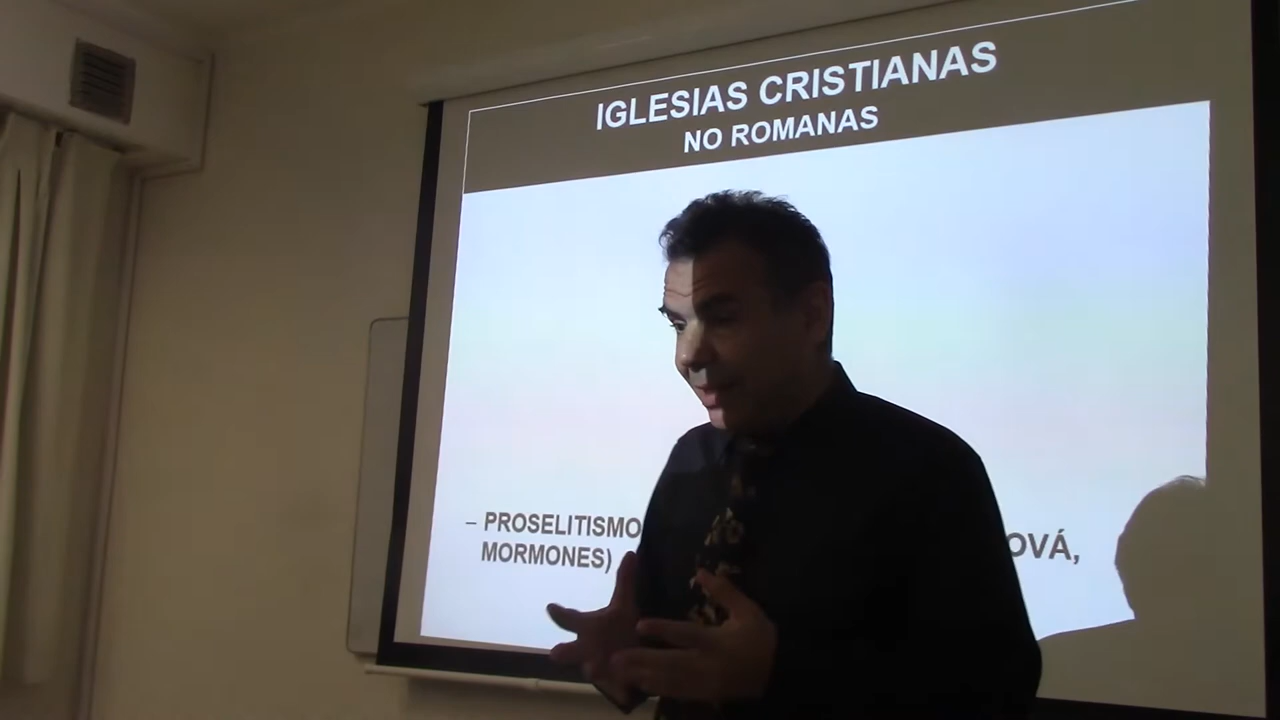 IGLESIAS CRISTIANAS
NO ROMANAS
– PROSELITISMO OVÁ,
MORMONES)